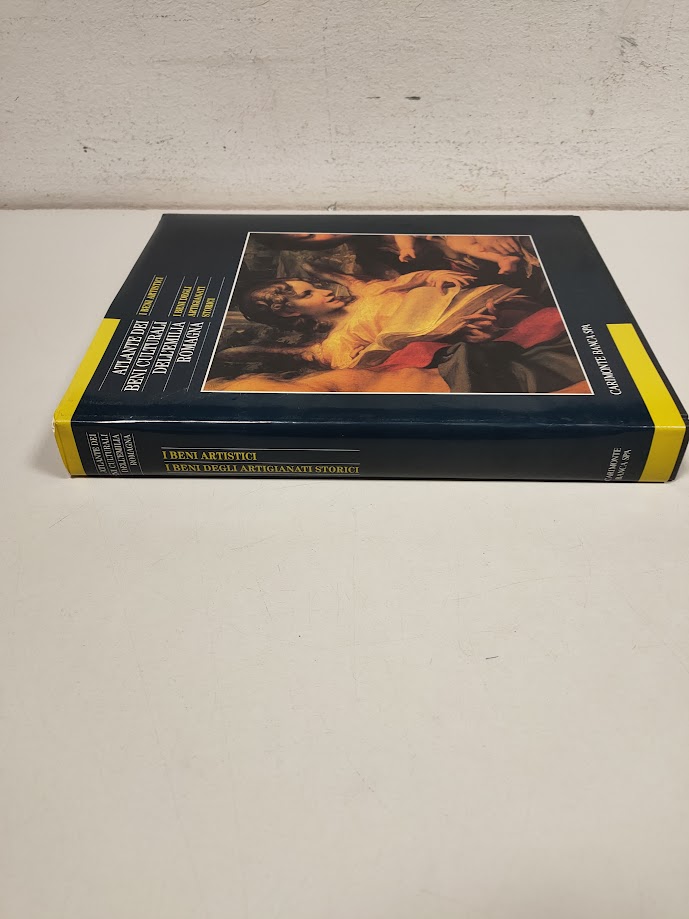 ATLANTE DEI
BENI CULTURALI
DELL'EMILIA
ROMAGNA
I BENI ARTISTICI
I BENI DEGLI
ARTIGIANATI
STORICI
CARIMONTE BANCA SPA
ATLANTE DEI
BENI CULTURALI
DELL'EMILIA
ROMAGNA
I BENI ARTISTICI
I BENI DEGLI ARTIGIANATI STORICI
CARIMONTE
BANCA SPA